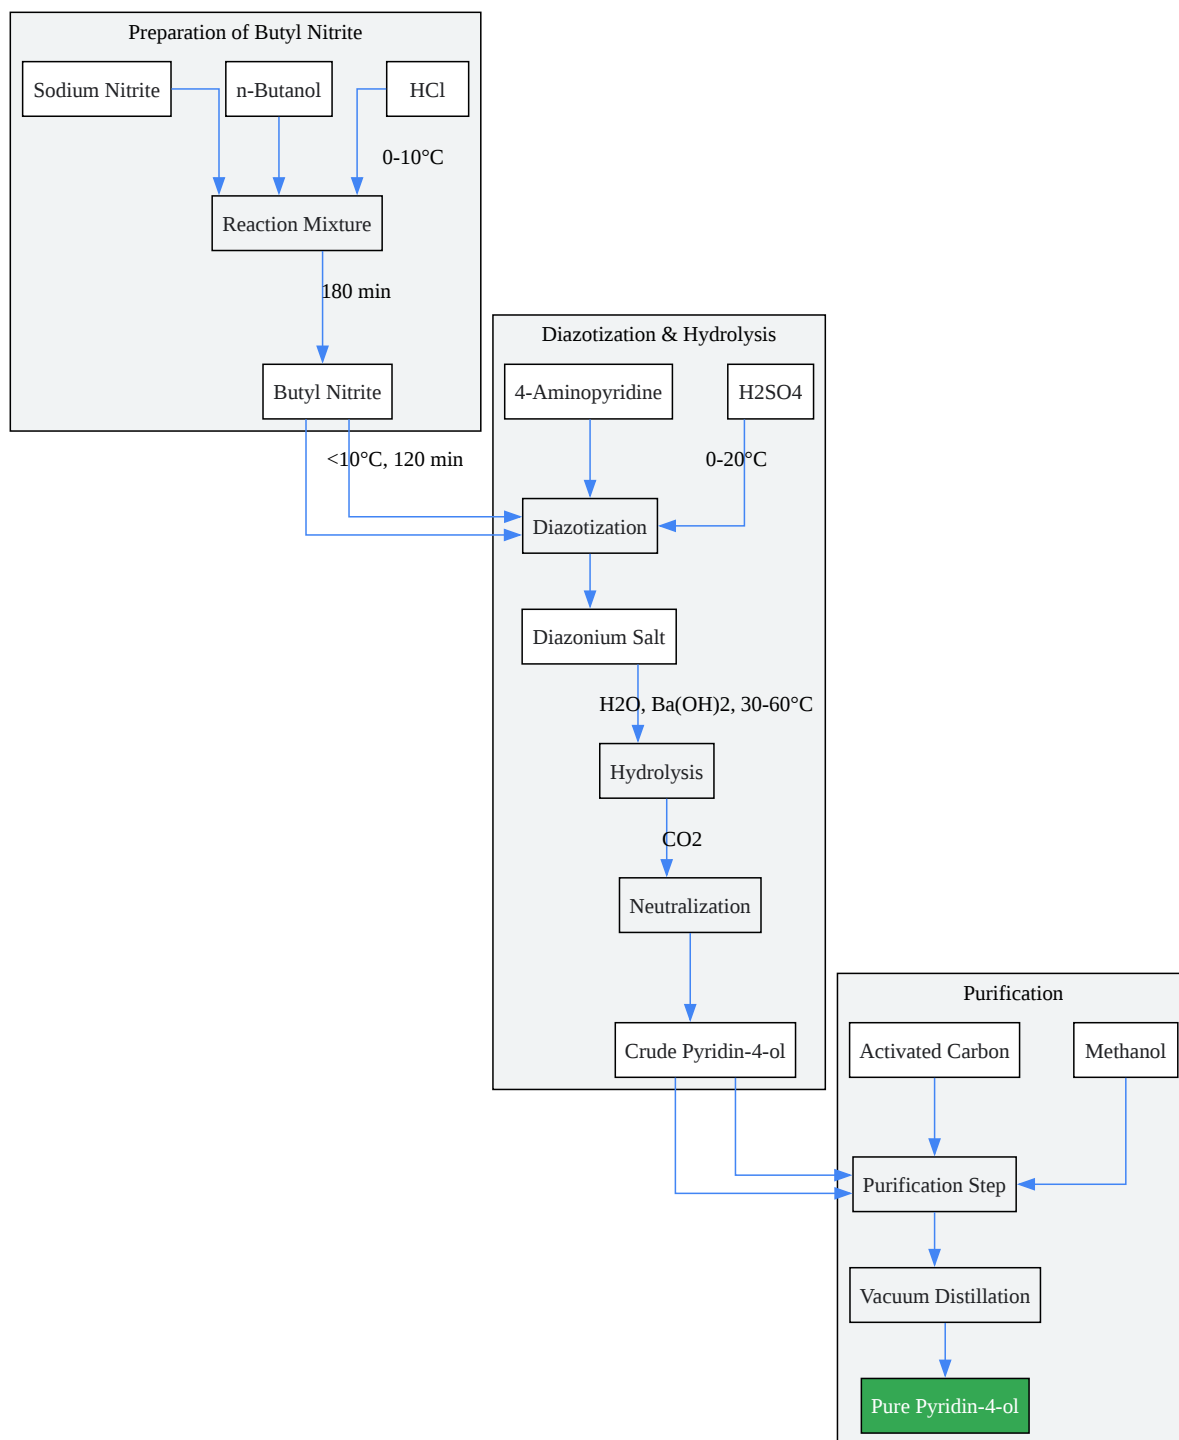 Preparation of Butyl Nitrite
Sodium Nitrite
n-Butanol
HCl
0-10°C
Reaction Mixture
180 min
Butyl Nitrite
<10°C, 120 min
Diazotization & Hydrolysis
4-Aminopyridine
H2SO4
0-20°C
Diazotization
Diazonium Salt
H2O, Ba(OH)2, 30-60°C
Hydrolysis
CO2
Neutralization
Crude Pyridin-4-ol
Purification
Activated Carbon
Methanol
Purification Step
Vacuum Distillation
Pure Pyridin-4-ol